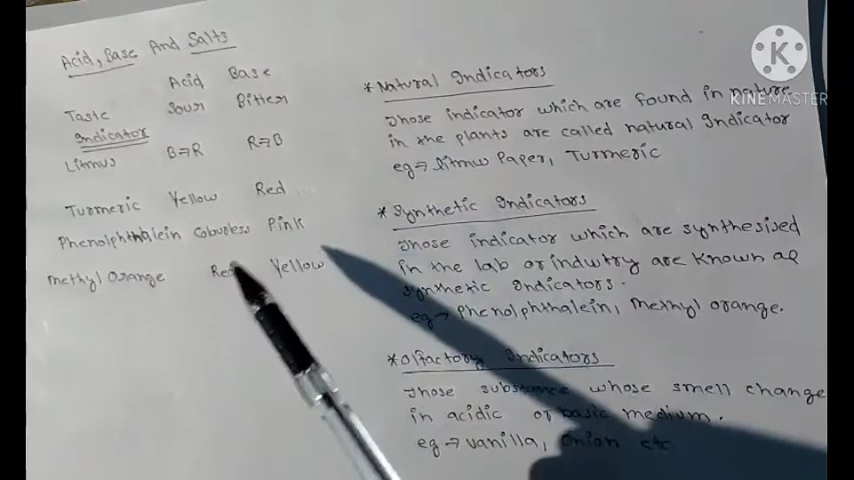 Acid, Base And Salts
Acid Base
Taste Sour Bitter
Indicator
Litmus B⇒R R⇒B
Turmeric Yellow Red
Phenolphthalein Colourless Pink
Methyl Orange Red Yellow
* Natural Indicators
Those indicator which are found in nature
in the plants are called natural Indicator
eg→ litmus Paper, Turmeric
* Synthetic Indicators
Those indicator which are synthesised
in the lab or industry are known as
synthetic Indicators.
eg→ Phenolphthalein, methyl orange.
* Olfactory Indicators
Those substance whose smell change
in acidic or basic medium.
eg→ vanilla, Onion etc
K
KINEMASTER